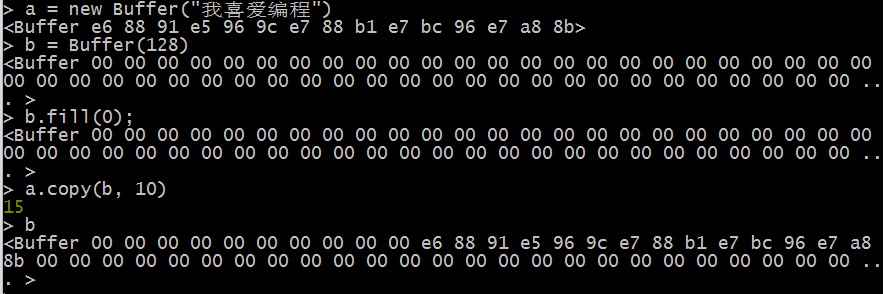 > a = new Buffer("我喜爱编程")
<Buffer e6 88 91 e5 96 9c e7 88 b1 e7 bc 96 e7 a8 8b>
> b = Buffer(128)
<Buffer 00 00 00 00 00 00 00 00 00 00 00 00 00 00 00 00 00 00 00 00 00 00 00 00
00 00 00 00 00 00 00 00 00 00 00 00 00 00 00 00 00 00 00 00 00 00 00 00 00 00 ..
. >
> b.fill(0);
<Buffer 00 00 00 00 00 00 00 00 00 00 00 00 00 00 00 00 00 00 00 00 00 00 00 00
00 00 00 00 00 00 00 00 00 00 00 00 00 00 00 00 00 00 00 00 00 00 00 00 00 00 ..
. >
> a.copy(b, 10)
15
> b
<Buffer 00 00 00 00 00 00 00 00 00 00 e6 88 91 e5 96 9c e7 88 b1 e7 bc 96 e7 a8
8b 00 00 00 00 00 00 00 00 00 00 00 00 00 00 00 00 00 00 00 00 00 00 00 00 00 ..
. >